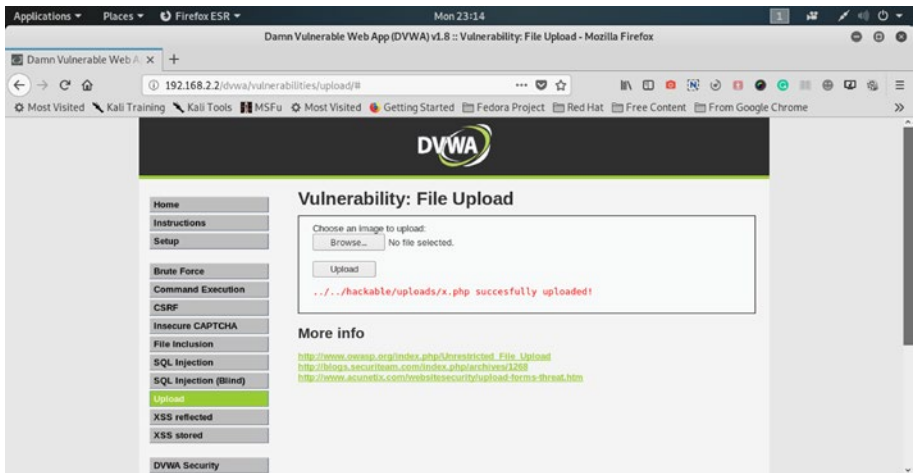 Applications Places Firefox ESR Mon 23:14 1
Damn Vulnerable Web App (DVWA) v1.8 :: Vulnerability: File Upload - Mozilla Firefox
Damn Vulnerable Web A
192.168.2.2/dvwa/vulnerabilities/upload/#
Most Visited Kali Training Kali Tools MSFu Most Visited Getting Started Fedora Project Red Hat Free Content From Google Chrome
DVWA
Home
Instructions
Setup
Brute Force
Command Execution
CSRF
Insecure CAPTCHA
File Inclusion
SQL Injection
SQL Injection (Blind)
Upload
XSS reflected
XSS stored
DVWA Security
Vulnerability: File Upload
Choose an image to upload:
Browse... No file selected.
Upload
../../hackable/uploads/x.php succesfully uploaded!
More info
http://www.owasp.org/index.php/Unrestricted_File_Upload
http://blogs.securiteam.com/index.php/archives/1268
http://www.acunetix.com/websitesecurity/upload-forms-threat.htm